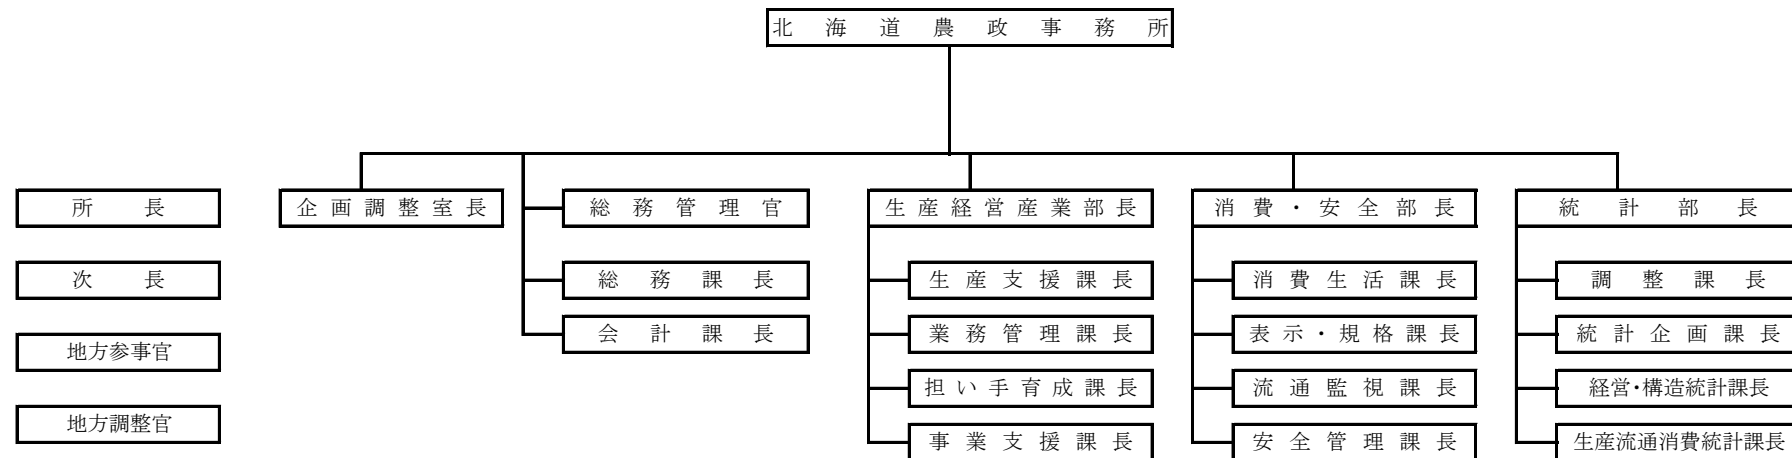 北海道農政事務所
所長
企画調整室長
総務管理官
生産経営産業部長
消費・安全部長
統計部長
次長
総務課長
生産支援課長
消費生活課長
調整課長
地方参事官
会計課長
業務管理課長
表示・規格課長
統計企画課長
担い手育成課長
流通監視課長
経営・構造統計課長
地方調整官
事業支援課長
安全管理課長
生産流通消費統計課長